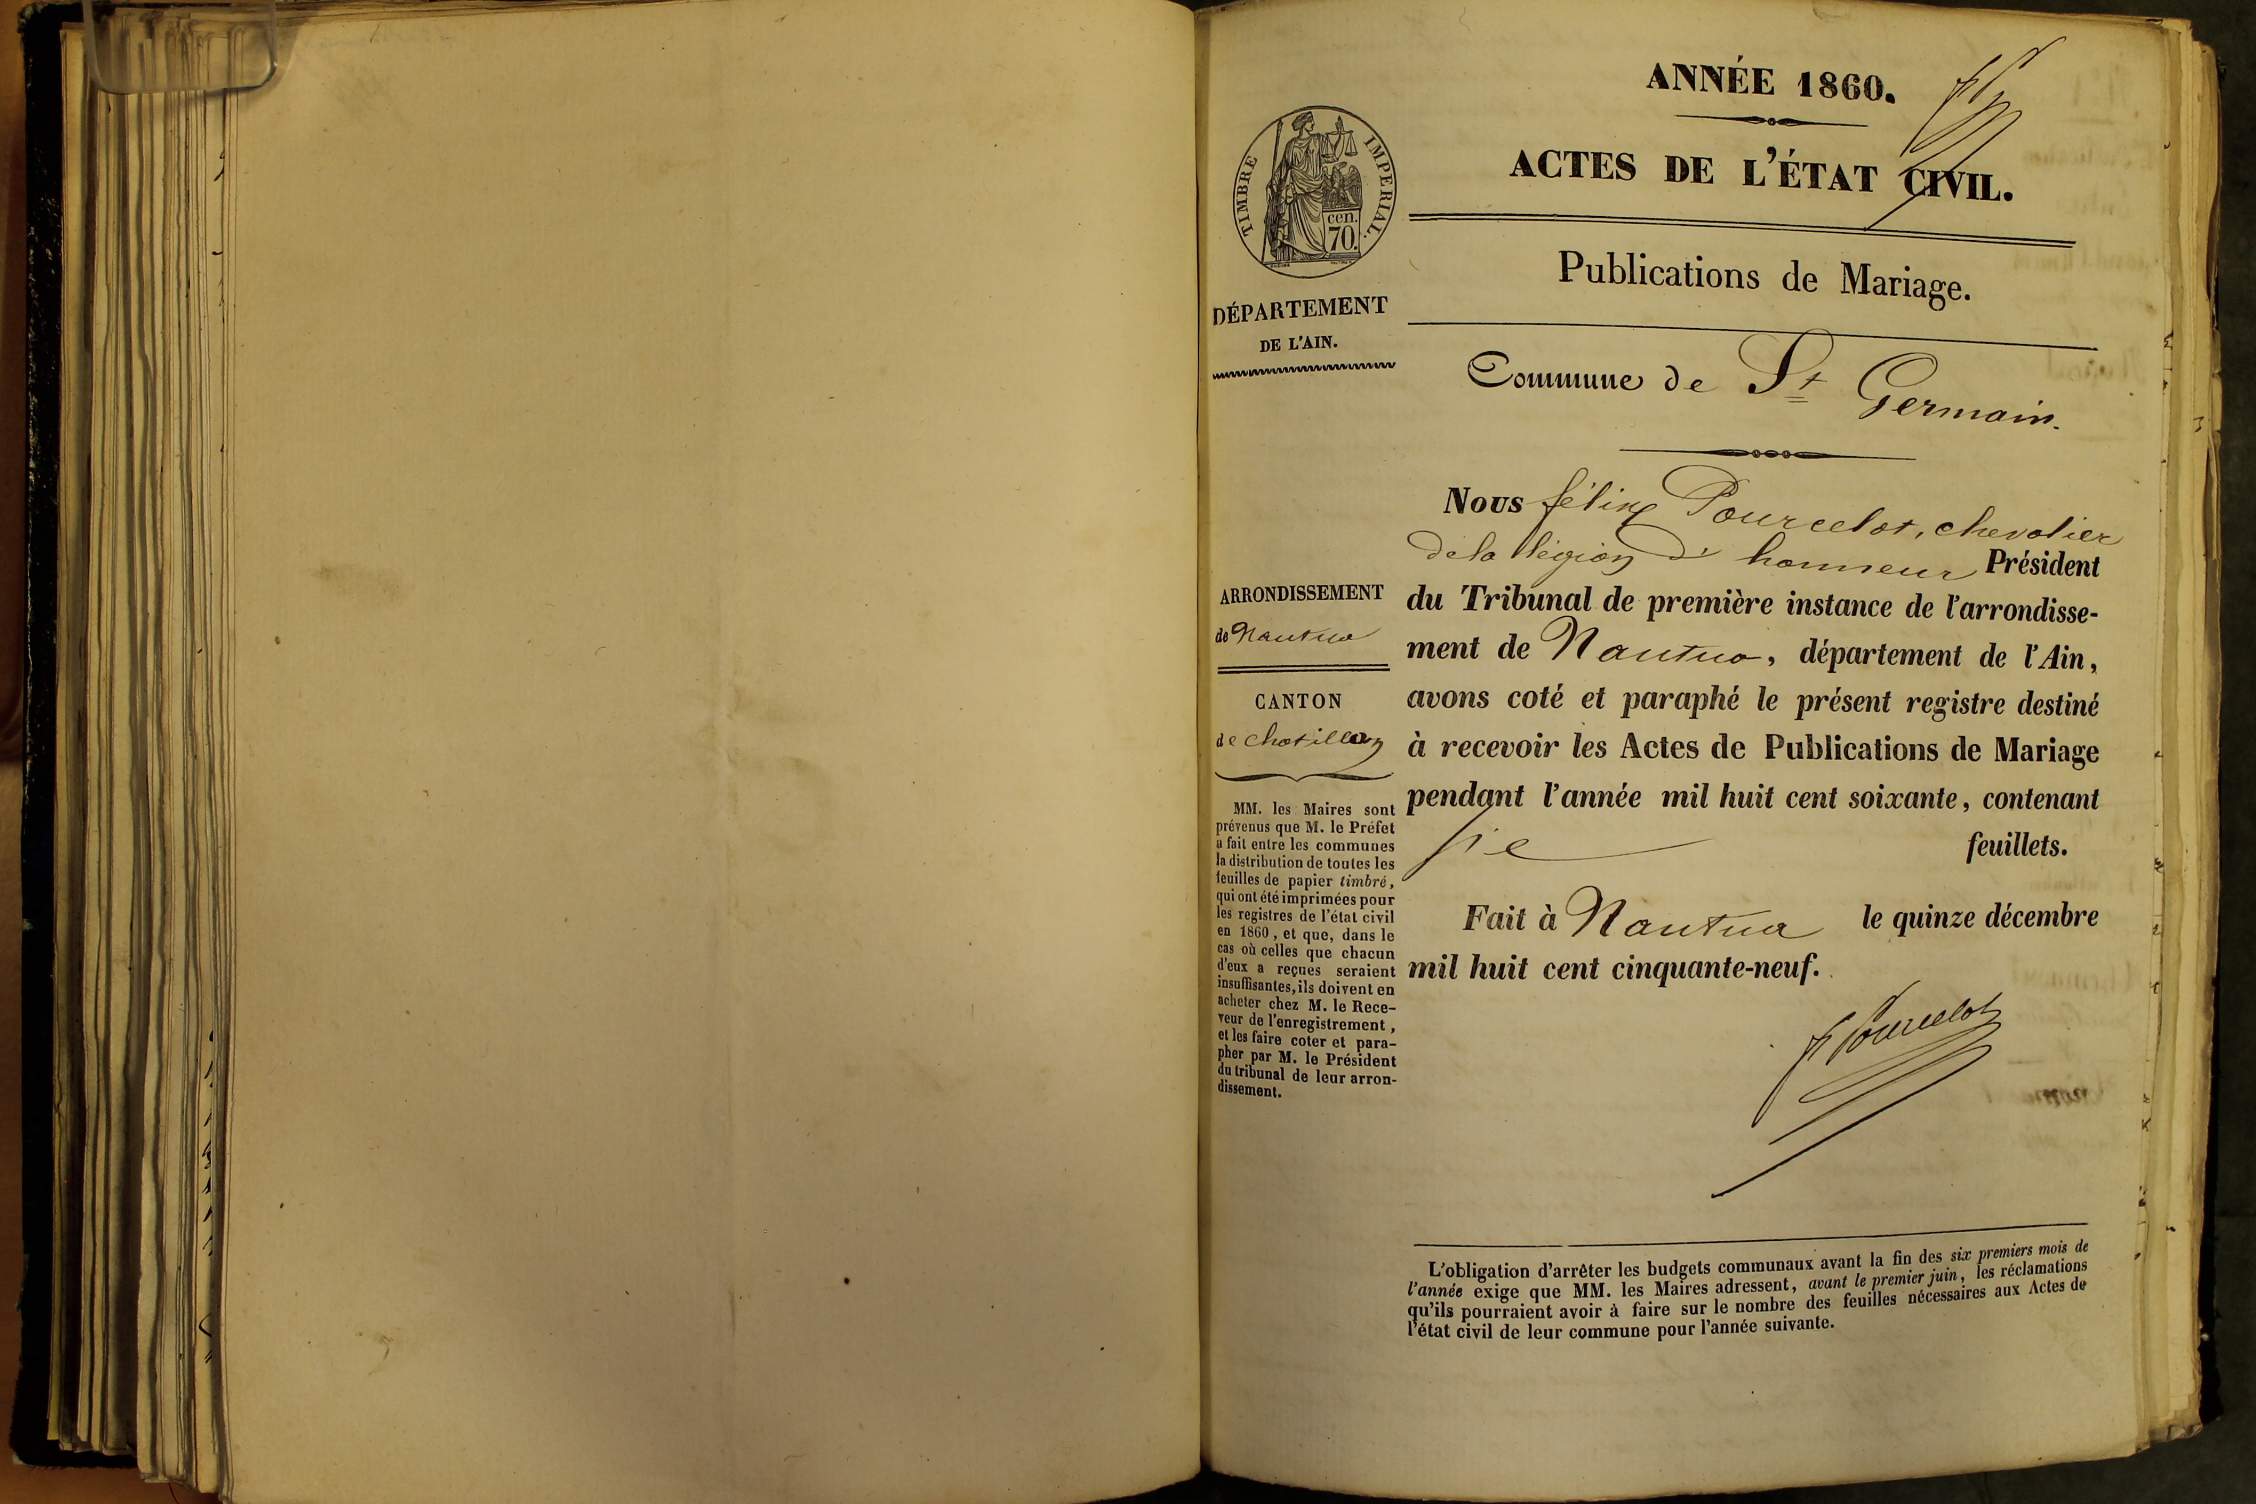 ANNÉE 1860.
ACTES DE L'ÉTAT CIVIL.
Publications de Mariage.
Commune de St Germain.
TIMBRE IMPERIAL.
cen.
70.
DÉPARTEMENT
DE L'AIN.
ARRONDISSEMENT
de Nantua
CANTON
de chatillon
MM. les Maires sont
prévenus que M. le Préfet
a fait entre les communes
la distribution de toutes les
feuilles de papier timbré,
qui ont été imprimées pour
les registres de l'état civil
en 1860, et que, dans le
cas où celles que chacun
d'eux a reçues seraient
insuffisantes, ils doivent en
acheter chez M. le Rece-
veur de l'enregistrement,
et les faire coter et para-
pher par M. le Président
du tribunal de leur arron-
dissement.
Nous félix Pourcelot, chevalier
de la légion d'honneur Président
du Tribunal de première instance de l'arrondisse-
ment de Nantua, département de l'Ain,
avons coté et paraphé le présent registre destiné
à recevoir les Actes de Publications de Mariage
pendant l'année mil huit cent soixante, contenant
feuillets.
Fait à Nantua le quinze décembre
mil huit cent cinquante-neuf.
f Pourcelot
L'obligation d'arrêter les budgets communaux avant la fin des six premiers mois de
l'année exige que MM. les Maires adressent, avant le premier juin, les réclamations
qu'ils pourraient avoir à faire sur le nombre des feuilles nécessaires aux Actes de
l'état civil de leur commune pour l'année suivante.